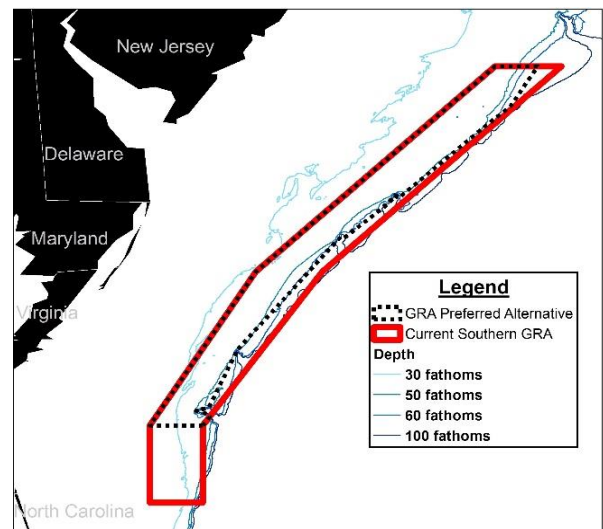 New Jersey
Delaware
Maryland
Virginia
North Carolina
Legend
GRA Preferred Alternative
Current Southern GRA
Depth
30 fathoms
50 fathoms
60 fathoms
100 fathoms